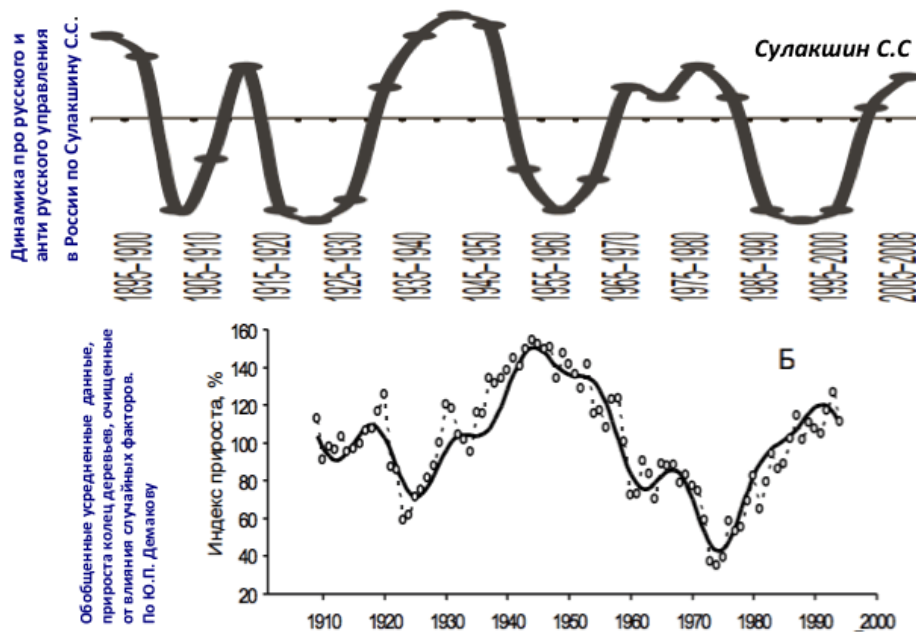 Динамика про русского и
анти русского управления
в России по Сулакшину С.С.
Сулакшин С.С
1895–1900
1905–1910
1915–1920
1925–1930
1935–1940
1945–1950
1955–1960
1965–1970
1975–1980
1985–1990
1995–2000
2005–2008
Обобщенные усредненные данные,
прироста колец деревьев, очищенные
от влияния случайных факторов.
По Ю.П. Демакову
Индекс прироста, %
160
140
120
100
80
60
40
20
Б
1910 1920 1930 1940 1950 1960 1970 1980 1990 2000